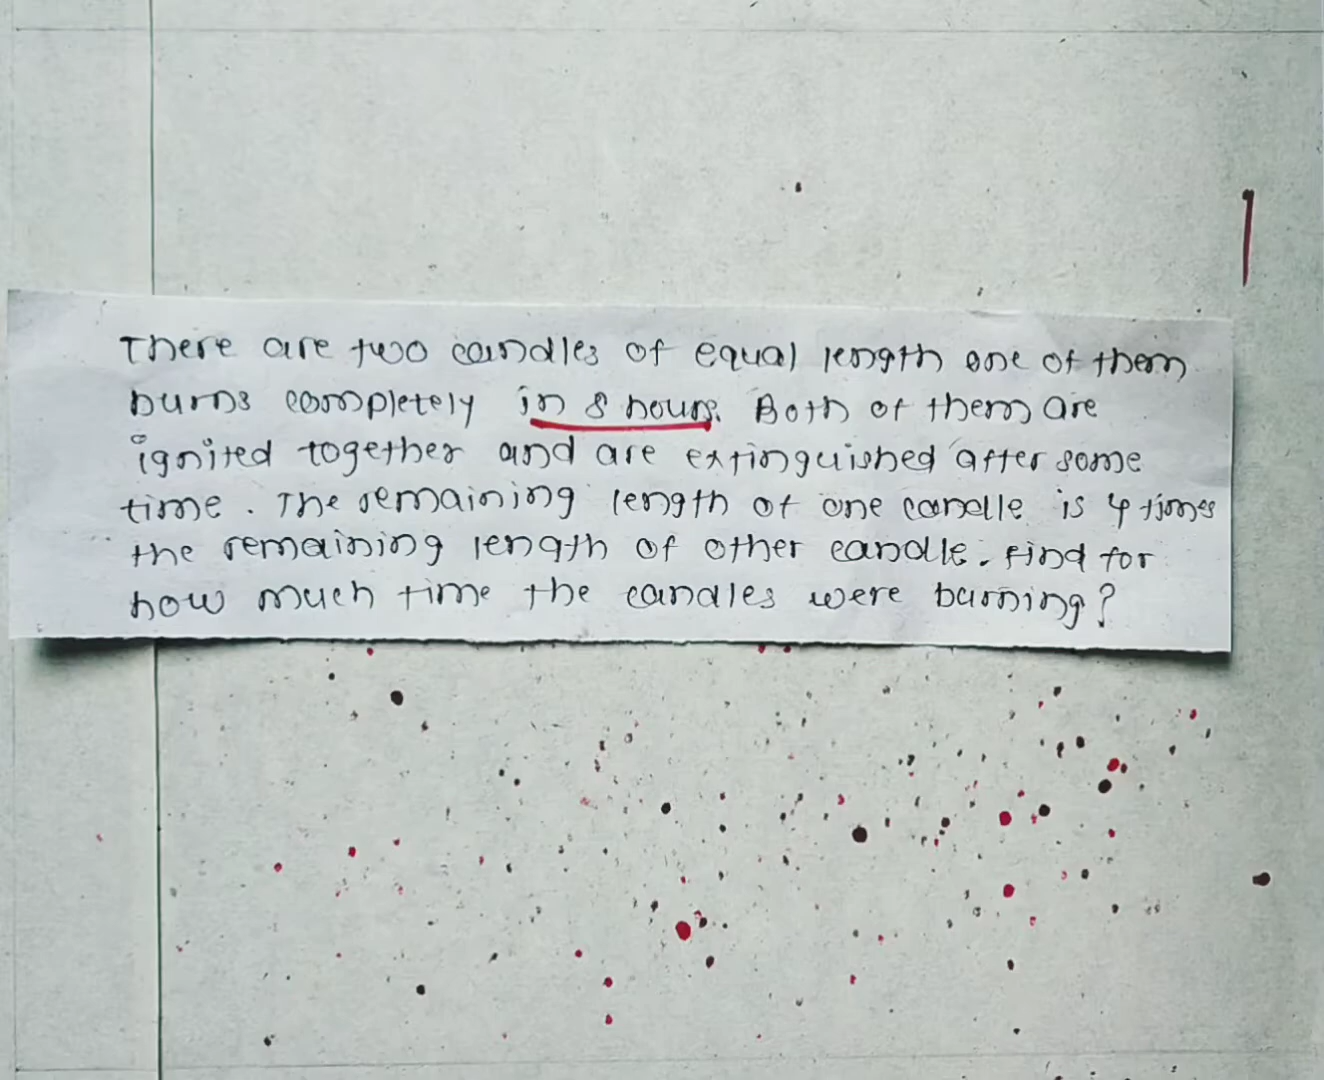 There are two candles of equal length one of them
burns completely in 8 hours. Both of them are
ignited together and are extinguished after some
time. The remaining length of one candle is 4 times
the remaining length of other candle. Find for
how much time the candles were burning?